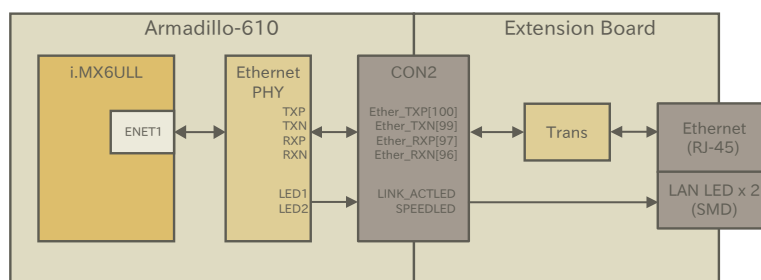 Armadillo-610
Extension Board
i.MX6ULL
ENET1
Ethernet
PHY
TXP
TXN
RXP
RXN
LED1
LED2
CON2
Ether_TXP[100]
Ether_TXN[99]
Ether_RXP[97]
Ether_RXN[96]
LINK_ACTLED
SPEEDLED
Trans
Ethernet
(RJ-45)
LAN LED x 2
(SMD)